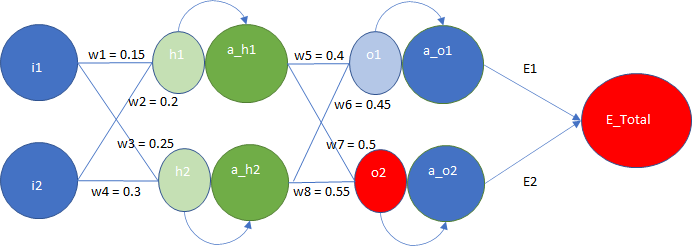 i1
w1 = 0.15
h1
a_h1
w5 = 0.4
o1
a_o1
E1
w2 = 0.2
w6 = 0.45
E_Total
w3 = 0.25
w7 = 0.5
i2
w4 = 0.3
h2
a_h2
w8 = 0.55
o2
a_o2
E2